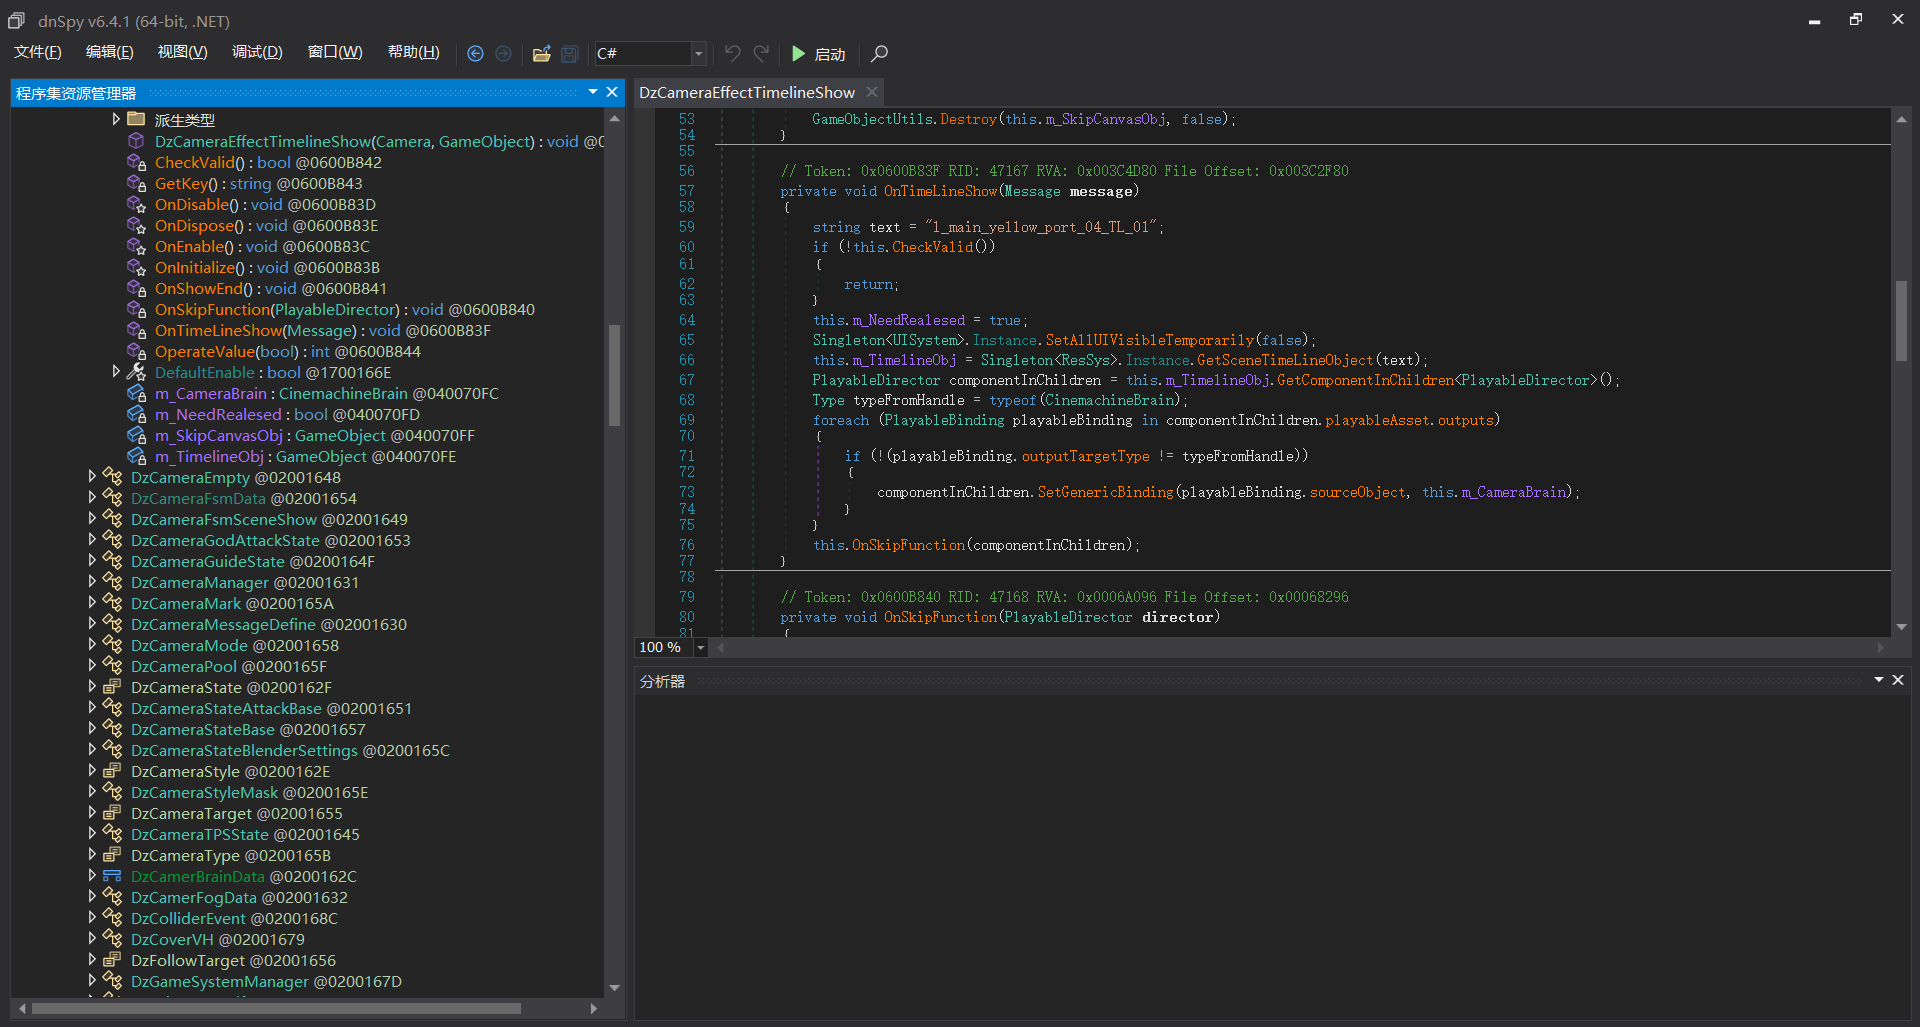 dnSpy v6.4.1 (64-bit, .NET)
文件(F) 编辑(E) 视图(V) 调试(D) 窗口(W) 帮助(H) C# 启动
程序集资源管理器
派生类型
DzCameraEffectTimelineShow(Camera, GameObject) : void @0
CheckValid() : bool @0600B842
GetKey() : string @0600B843
OnDisable() : void @0600B83D
OnDispose() : void @0600B83E
OnEnable() : void @0600B83C
OnInitialize() : void @0600B83B
OnShowEnd() : void @0600B841
OnSkipFunction(PlayableDirector) : void @0600B840
OnTimeLineShow(Message) : void @0600B83F
OperateValue(bool) : int @0600B844
DefaultEnable : bool @1700166E
m_CameraBrain : CinemachineBrain @040070FC
m_NeedRealesed : bool @040070FD
m_SkipCanvasObj : GameObject @040070FF
m_TimelineObj : GameObject @040070FE
DzCameraEmpty @02001648
DzCameraFsmData @02001654
DzCameraFsmSceneShow @02001649
DzCameraGodAttackState @02001653
DzCameraGuideState @0200164F
DzCameraManager @02001631
DzCameraMark @0200165A
DzCameraMessageDefine @02001630
DzCameraMode @02001658
DzCameraPool @0200165F
DzCameraState @0200162F
DzCameraStateAttackBase @02001651
DzCameraStateBase @02001657
DzCameraStateBlenderSettings @0200165C
DzCameraStyle @0200162E
DzCameraStyleMask @0200165E
DzCameraTarget @02001655
DzCameraTPSState @02001645
DzCameraType @0200165B
DzCamerBrainData @0200162C
DzCamerFogData @02001632
DzColliderEvent @0200168C
DzCoverVH @02001679
DzFollowTarget @02001656
DzGameSystemManager @0200167D
DzCameraEffectTimelineShow
53 GameObjectUtils.Destroy(this.m_SkipCanvasObj, false);
54 }
55
56 // Token: 0x0600B83F RID: 47167 RVA: 0x003C4D80 File Offset: 0x003C2F80
57 private void OnTimeLineShow(Message message)
58 {
59 string text = "l_main_yellow_port_04_TL_01";
60 if (!this.CheckValid())
61 {
62 return;
63 }
64 this.m_NeedRealesed = true;
65 Singleton<UISystem>.Instance.SetAllUIVisibleTemporarily(false);
66 this.m_TimelineObj = Singleton<ResSys>.Instance.GetSceneTimeLineObject(text);
67 PlayableDirector componentInChildren = this.m_TimelineObj.GetComponentInChildren<PlayableDirector>();
68 Type typeFromHandle = typeof(CinemachineBrain);
69 foreach (PlayableBinding playableBinding in componentInChildren.playableAsset.outputs)
70 {
71 if (!(playableBinding.outputTargetType != typeFromHandle))
72 {
73 componentInChildren.SetGenericBinding(playableBinding.sourceObject, this.m_CameraBrain);
74 }
75 }
76 this.OnSkipFunction(componentInChildren);
77 }
78
79 // Token: 0x0600B840 RID: 47168 RVA: 0x0006A096 File Offset: 0x00068296
80 private void OnSkipFunction(PlayableDirector director)
81 {
100 %
分析器